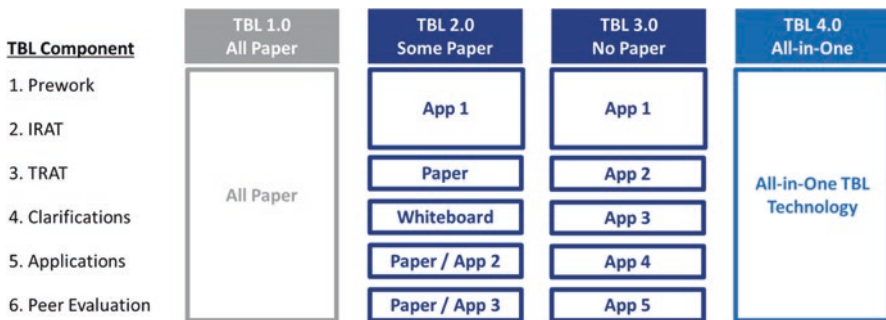 TBL Component
TBL 1.0
All Paper
TBL 2.0
Some Paper
TBL 3.0
No Paper
TBL 4.0
All-in-One
1. Prework
2. IRAT
3. TRAT
4. Clarifications
5. Applications
6. Peer Evaluation
All Paper
App 1
Paper
Whiteboard
Paper / App 2
Paper / App 3
App 1
App 2
App 3
App 4
App 5
All-in-One TBL
Technology